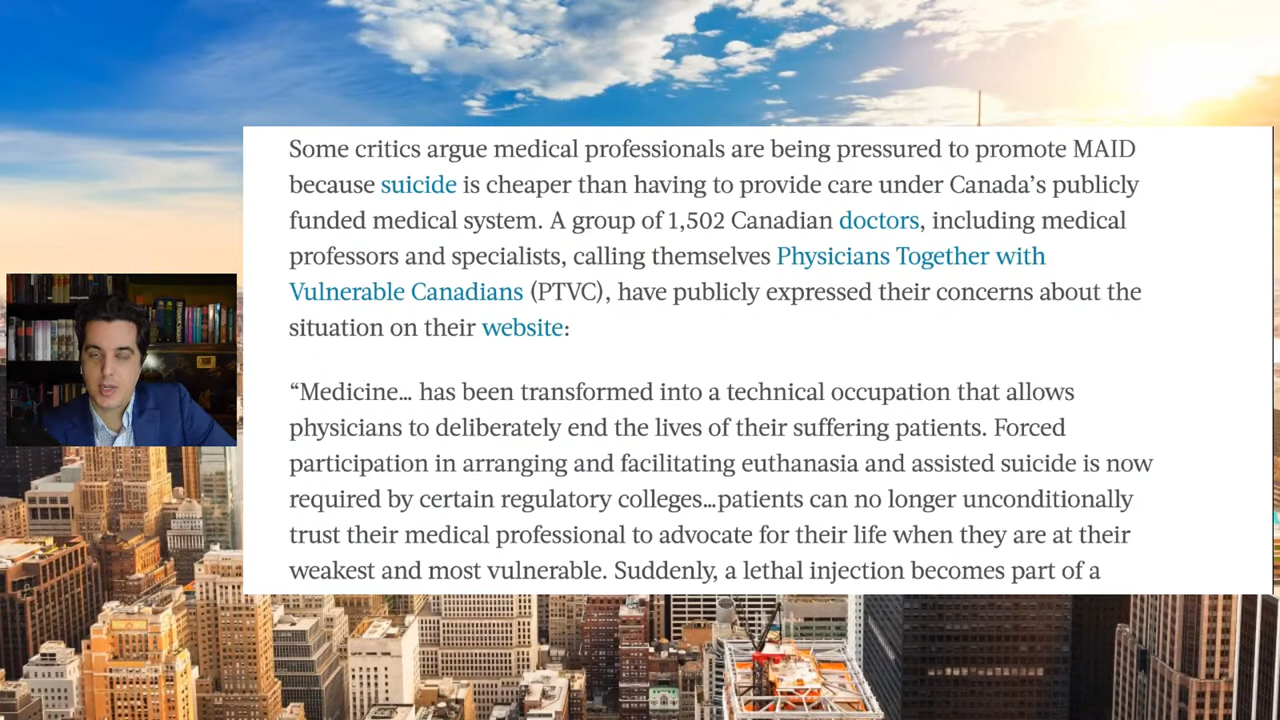 Some critics argue medical professionals are being pressured to promote MAID
because suicide is cheaper than having to provide care under Canada’s publicly
funded medical system. A group of 1,502 Canadian doctors, including medical
professors and specialists, calling themselves Physicians Together with
Vulnerable Canadians (PTVC), have publicly expressed their concerns about the
situation on their website:
“Medicine... has been transformed into a technical occupation that allows
physicians to deliberately end the lives of their suffering patients. Forced
participation in arranging and facilitating euthanasia and assisted suicide is now
required by certain regulatory colleges...patients can no longer unconditionally
trust their medical professional to advocate for their life when they are at their
weakest and most vulnerable. Suddenly, a lethal injection becomes part of a